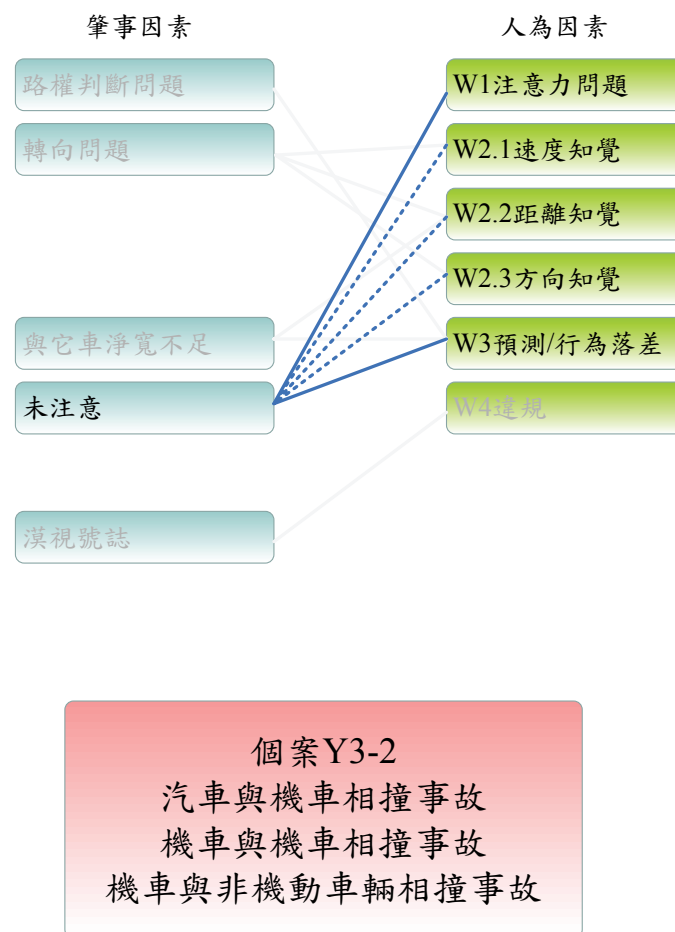 肇事因素
人為因素
路權判斷問題
W1注意力問題
轉向問題
W2.1速度知覺
W2.2距離知覺
W2.3方向知覺
與它車淨寬不足
W3預測/行為落差
未注意
W4違規
漠視號誌
個案Y3-2
汽車與機車相撞事故
機車與機車相撞事故
機車與非機動車輛相撞事故